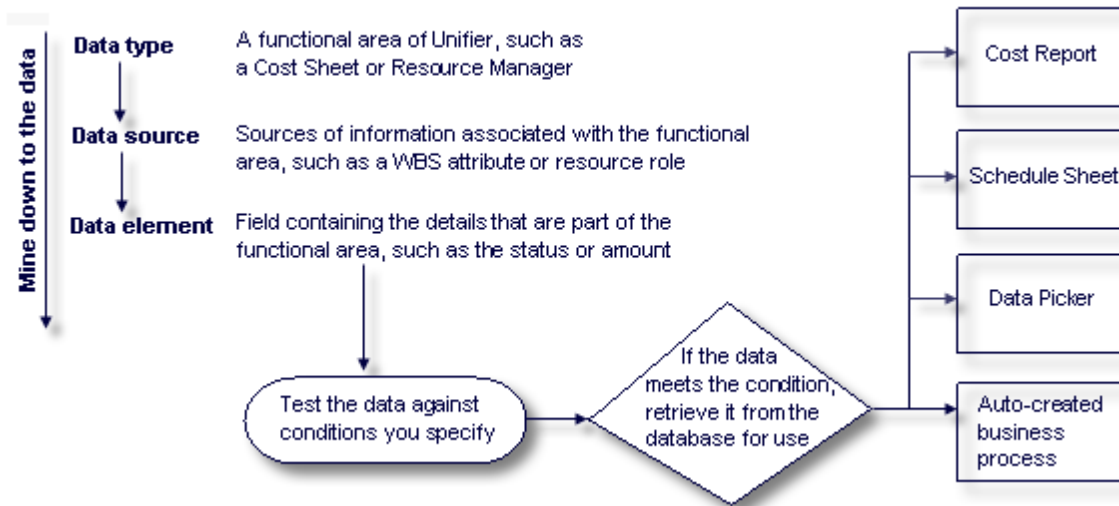 Mine down to the data
Data type
A functional area of Unifier, such as
a Cost Sheet or Resource Manager
Data source
Sources of information associated with the functional
area, such as a WBS attribute or resource role
Data element
Field containing the details that are part of the
functional area, such as the status or amount
Test the data against
conditions you specify
If the data
meets the condition,
retrieve it from the
database for use
Cost Report
Schedule Sheet
Data Picker
Auto-created
business
process